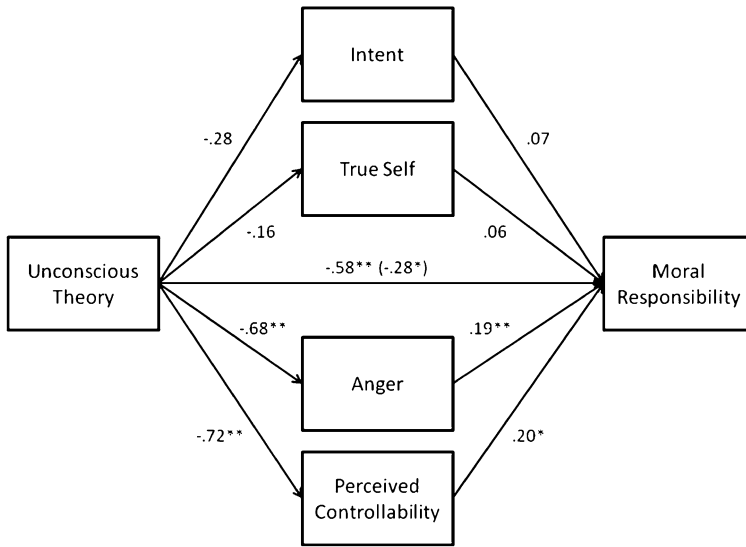 Intent
-.28
.07
True Self
-.16
.06
Unconscious
Theory
-.58** (-.28*)
Moral
Responsibility
-.68**
.19**
Anger
-.72**
.20*
Perceived
Controllability